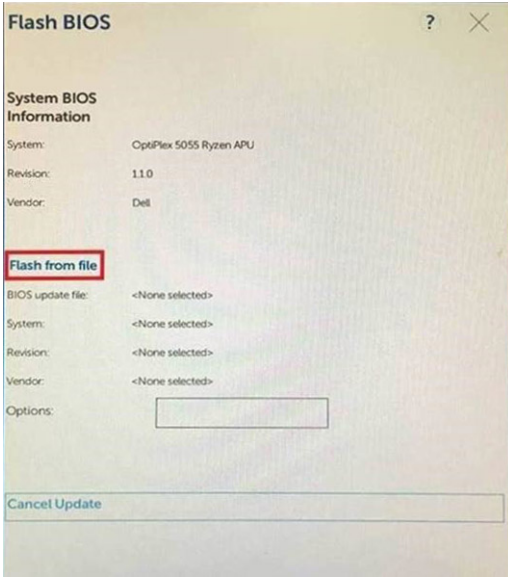 Flash BIOS ?
System BIOS
Information
System: OptiPlex 5055 Ryzen APU
Revision: 1.1.0
Vendor: Dell
Flash from file
BIOS update file: <None selected>
System: <None selected>
Revision: <None selected>
Vendor: <None selected>
Options:
Cancel Update